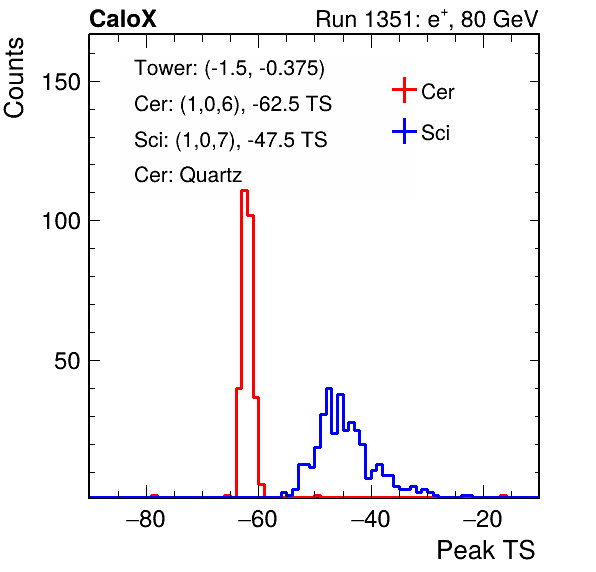 CaloX Run 1351: e⁺, 80 GeV
Counts
Tower: (-1.5, -0.375)
Cer: (1,0,6), -62.5 TS
Sci: (1,0,7), -47.5 TS
Cer: Quartz
Cer
Sci
150
100
50
−80 −60 −40 −20
Peak TS